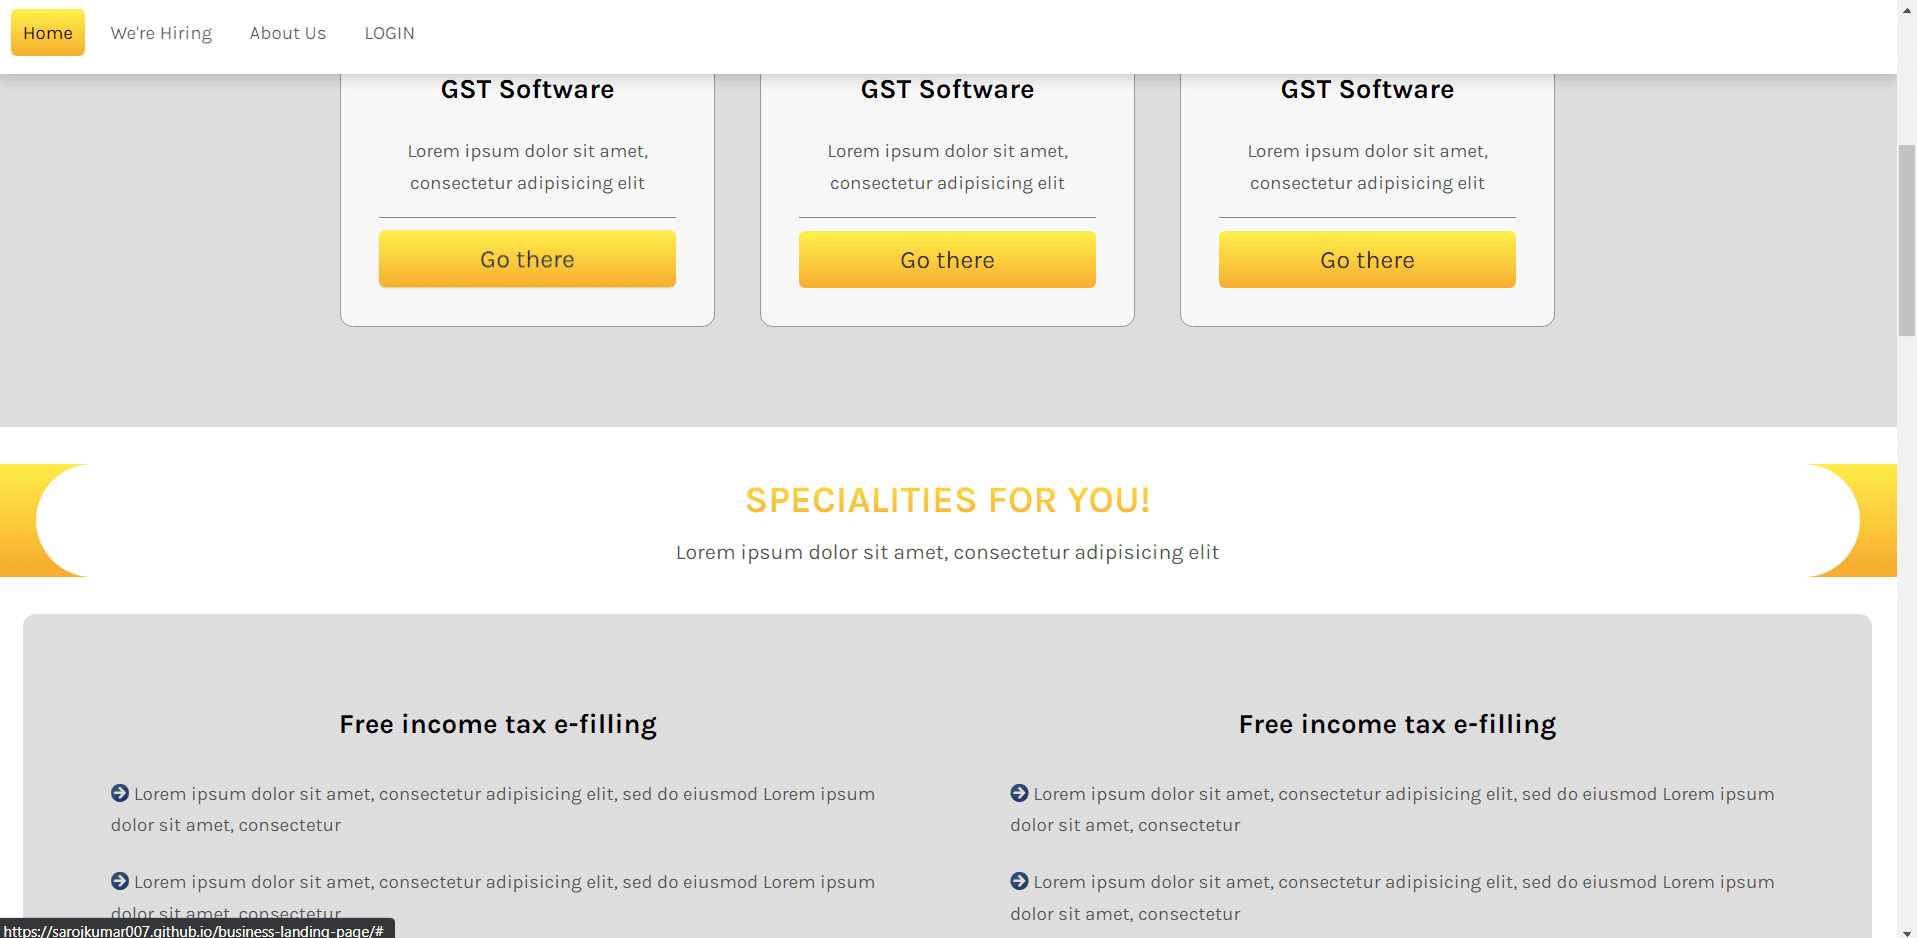 Home We're Hiring About Us LOGIN
GST Software GST Software GST Software
Lorem ipsum dolor sit amet, Lorem ipsum dolor sit amet, Lorem ipsum dolor sit amet,
consectetur adipisicing elit consectetur adipisicing elit consectetur adipisicing elit
Go there Go there Go there
SPECIALITIES FOR YOU!
Lorem ipsum dolor sit amet, consectetur adipisicing elit
Free income tax e-filling Free income tax e-filling
Lorem ipsum dolor sit amet, consectetur adipisicing elit, sed do eiusmod Lorem ipsum Lorem ipsum dolor sit amet, consectetur adipisicing elit, sed do eiusmod Lorem ipsum
dolor sit amet, consectetur dolor sit amet, consectetur
Lorem ipsum dolor sit amet, consectetur adipisicing elit, sed do eiusmod Lorem ipsum Lorem ipsum dolor sit amet, consectetur adipisicing elit, sed do eiusmod Lorem ipsum
dolor sit amet, consectetur dolor sit amet, consectetur
https://sarojkumar007.github.io/business-landing-page/#